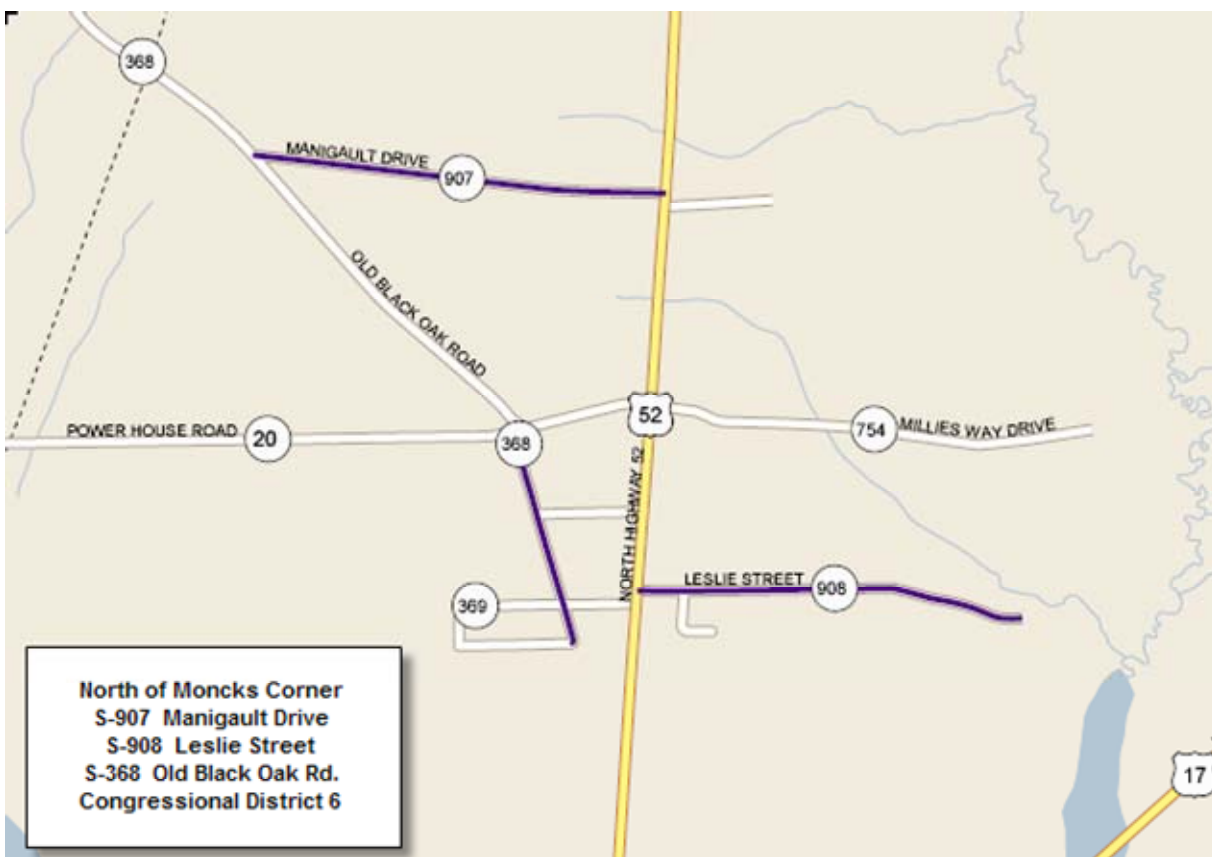 368
MANIGAULT DRIVE
907
OLD BLACK OAK ROAD
52
POWER HOUSE ROAD
20
368
754
MILLIES WAY DRIVE
NORTH HIGHWAY 52
LESLIE STREET
908
369
North of Moncks Corner
S-907 Manigault Drive
S-908 Leslie Street
S-368 Old Black Oak Rd.
Congressional District 6
17